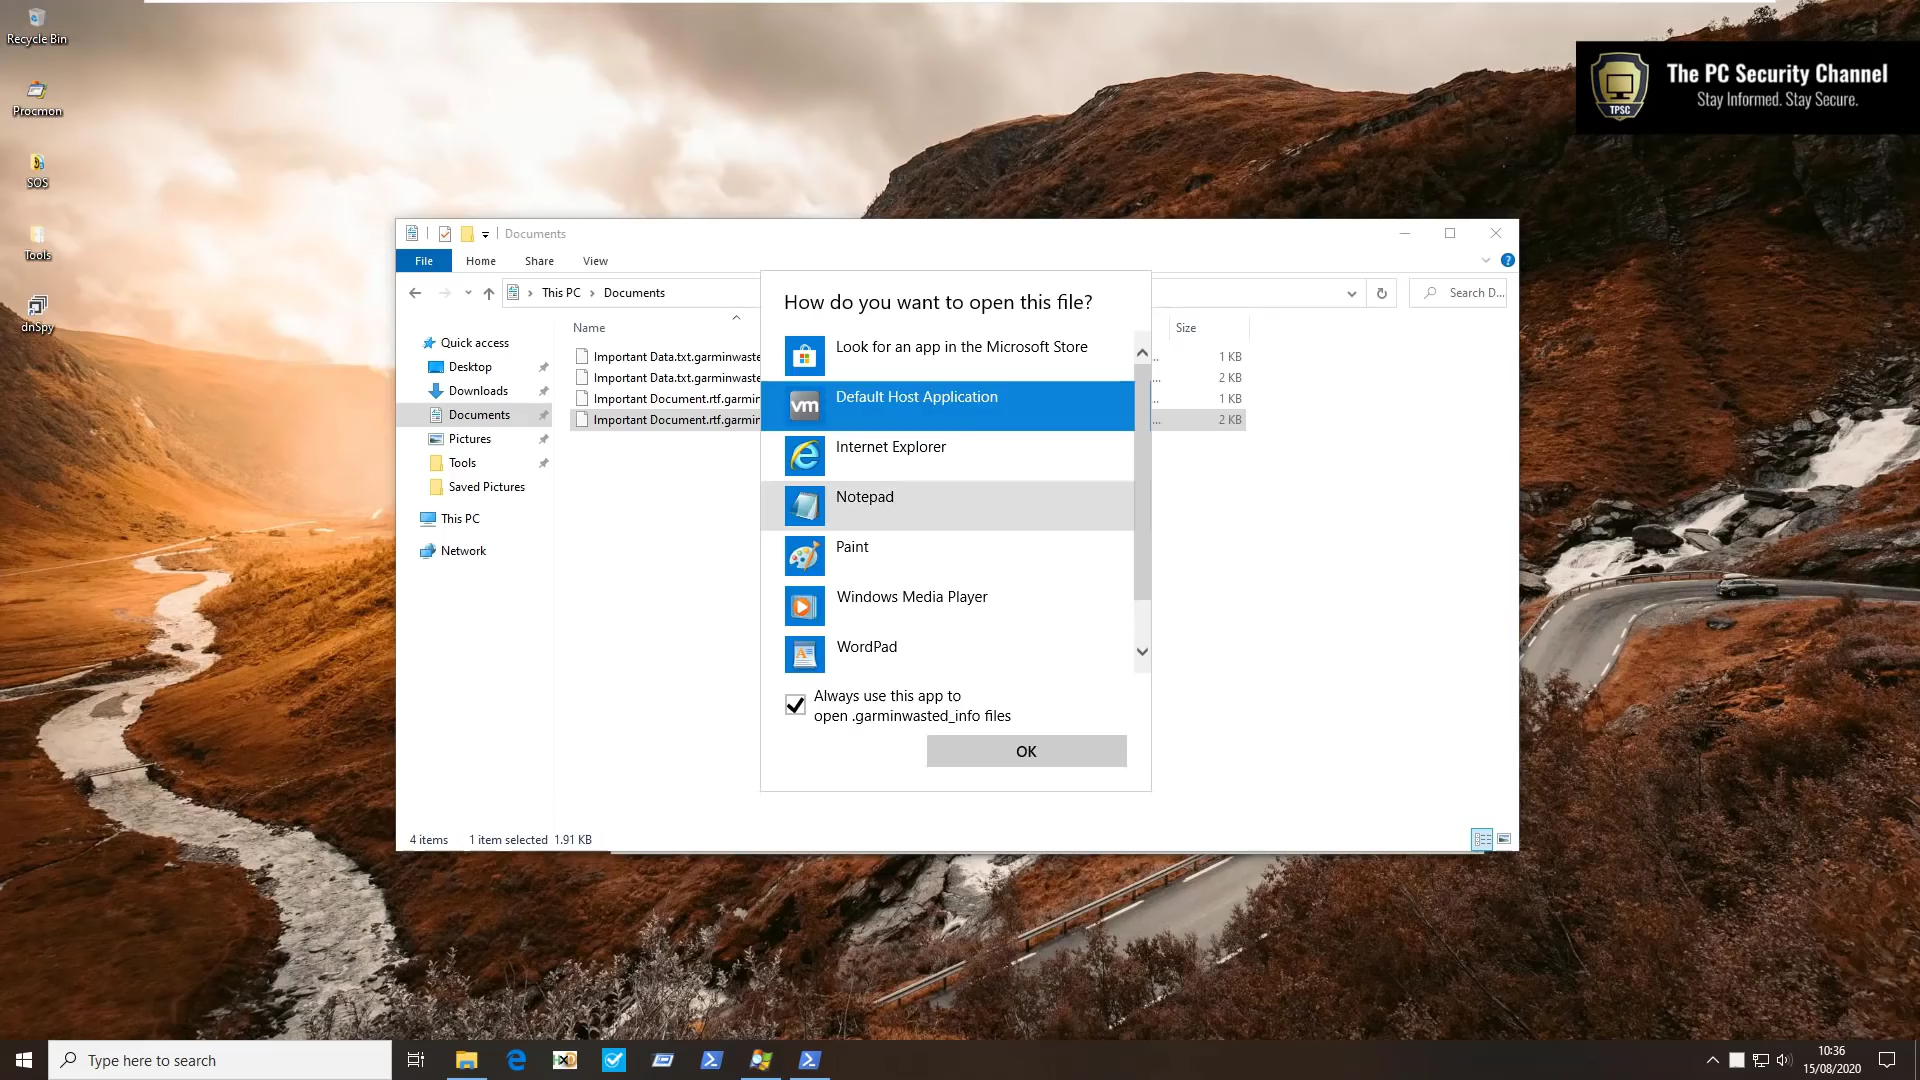 Recycle Bin
Procmon
SOS
Tools
dnSpy
The PC Security Channel
Stay Informed. Stay Secure.
TPSC
Documents
File
Home
Share
View
This PC
Documents
Search D...
Name
Size
Quick access
Desktop
Downloads
Documents
Pictures
Tools
Saved Pictures
This PC
Network
Important Data.txt.garminwaste
... 1 KB
Important Data.txt.garminwaste
... 2 KB
Important Document.rtf.garmin
... 1 KB
Important Document.rtf.garmin
... 2 KB
How do you want to open this file?
Look for an app in the Microsoft Store
vm
Default Host Application
Internet Explorer
Notepad
Paint
Windows Media Player
WordPad
Always use this app to
open .garminwasted_info files
OK
4 items
1 item selected 1.91 KB
Type here to search
10:36
15/08/2020